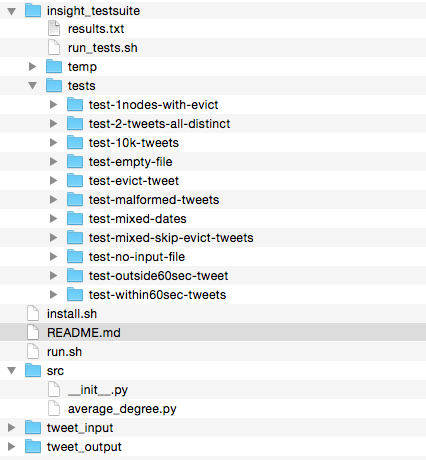 insight_testsuite
results.txt
run_tests.sh
temp
tests
test-1nodes-with-evict
test-2-tweets-all-distinct
test-10k-tweets
test-empty-file
test-evict-tweet
test-malformed-tweets
test-mixed-dates
test-mixed-skip-evict-tweets
test-no-input-file
test-outside60sec-tweet
test-within60sec-tweets
install.sh
README.md
run.sh
src
__init__.py
average_degree.py
tweet_input
tweet_output